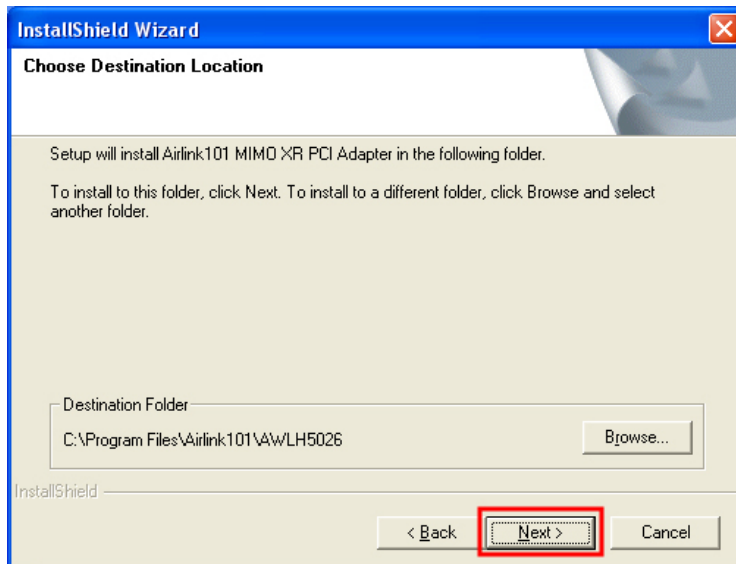 InstallShield Wizard
Choose Destination Location
Setup will install Airlink101 MIMO XR PCI Adapter in the following folder.
To install to this folder, click Next. To install to a different folder, click Browse and select
another folder.
Destination Folder
C:\Program Files\Airlink101\AWLH5026
Browse...
InstallShield
< Back
Next >
Cancel